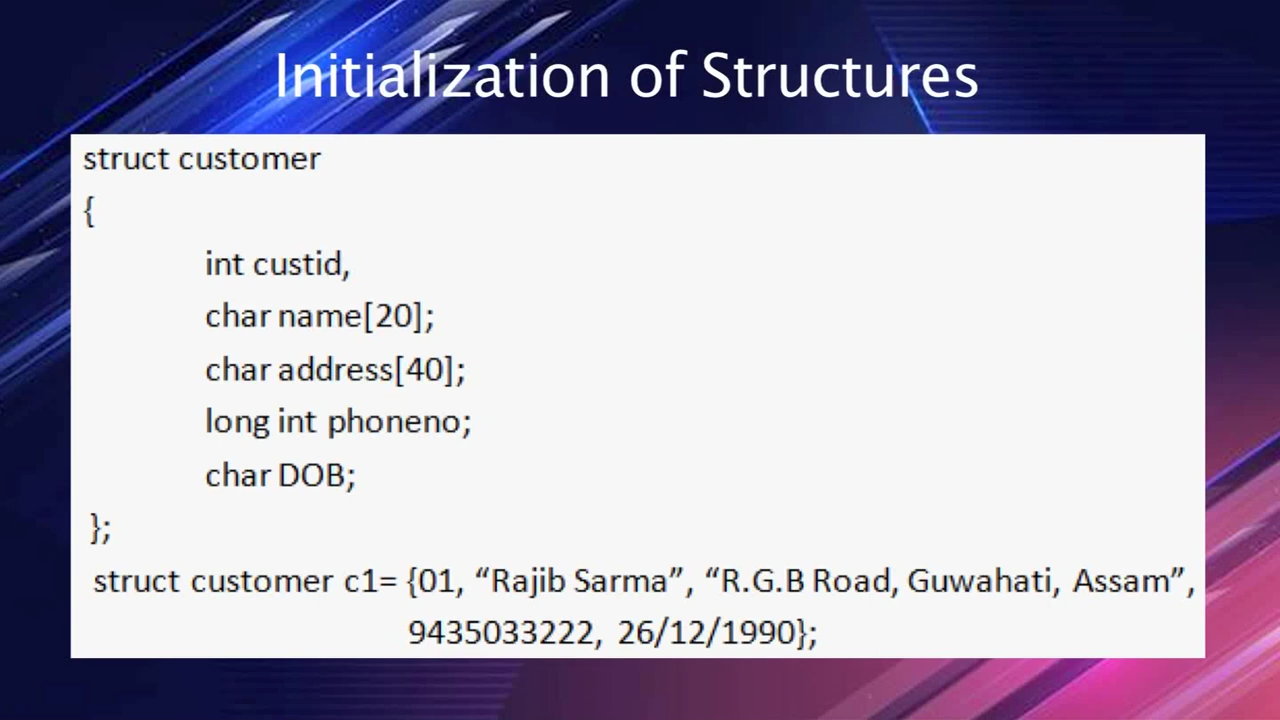 Initialization of Structures
struct customer
{
int custid,
char name[20];
char address[40];
long int phoneno;
char DOB;
};
struct customer c1= {01, “Rajib Sarma”, “R.G.B Road, Guwahati, Assam”,
9435033222, 26/12/1990};